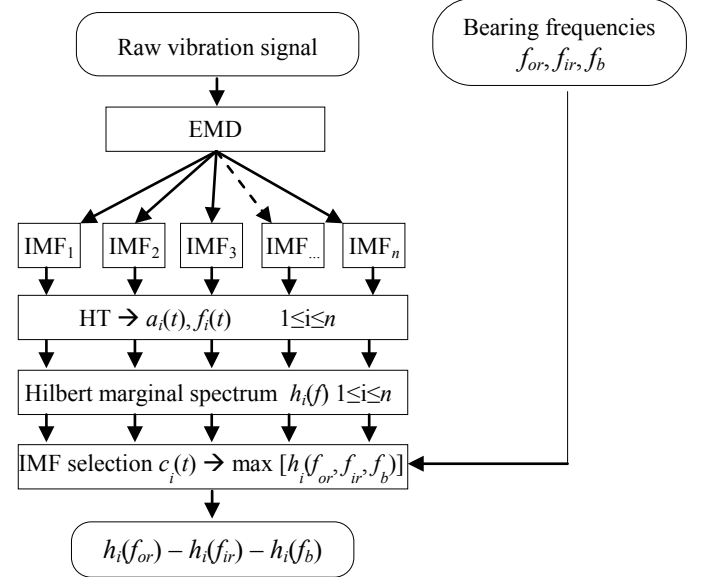 Raw vibration signal
Bearing frequencies
f_or, f_ir, f_b
EMD
IMF₁ IMF₂ IMF₃ IMF... IMFₙ
HT → a_i(t), f_i(t) 1≤i≤n
Hilbert marginal spectrum h_i(f) 1≤i≤n
IMF selection c_i(t) → max [h_i(f_or, f_ir, f_b)]
h_i(f_or) – h_i(f_ir) – h_i(f_b)